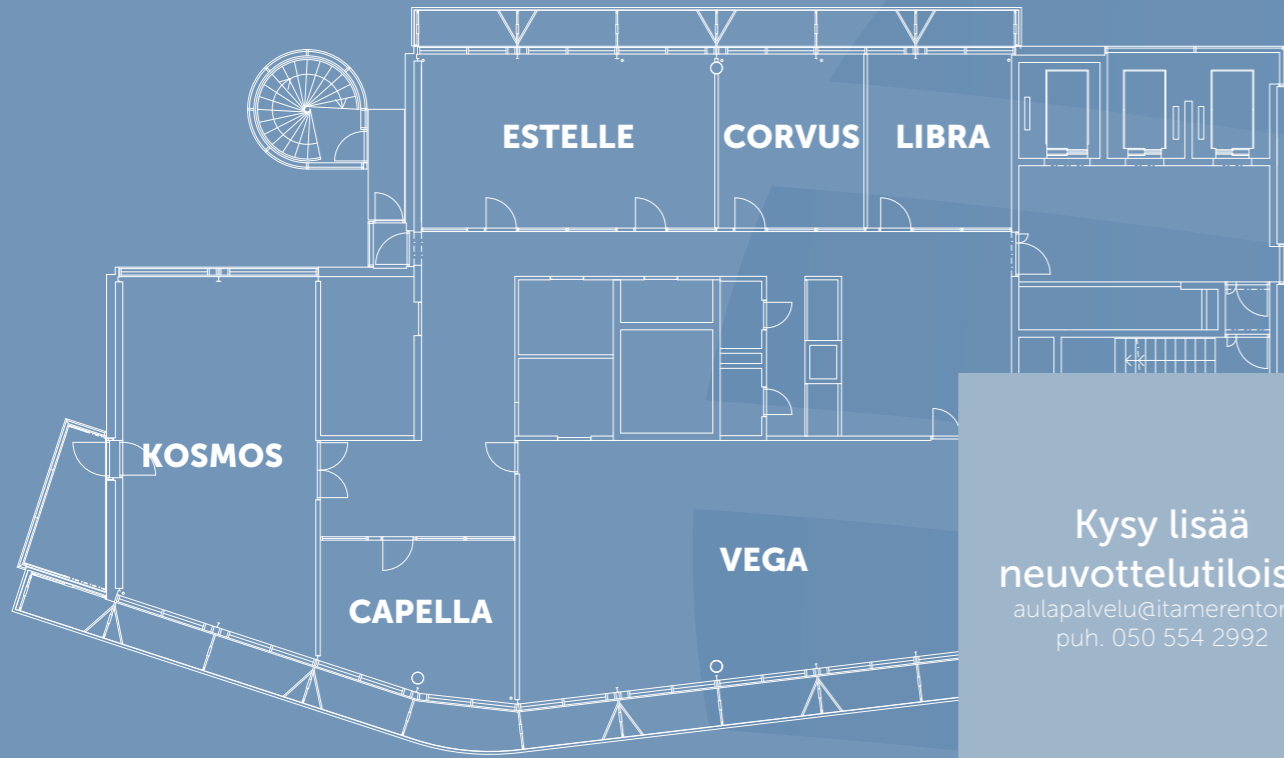 ESTELLE
CORVUS
LIBRA
KOSMOS
VEGA
CAPELLA
Kysy lisää
neuvottelutilois
aulapalvelu@itamerentor
puh. 050 554 2992